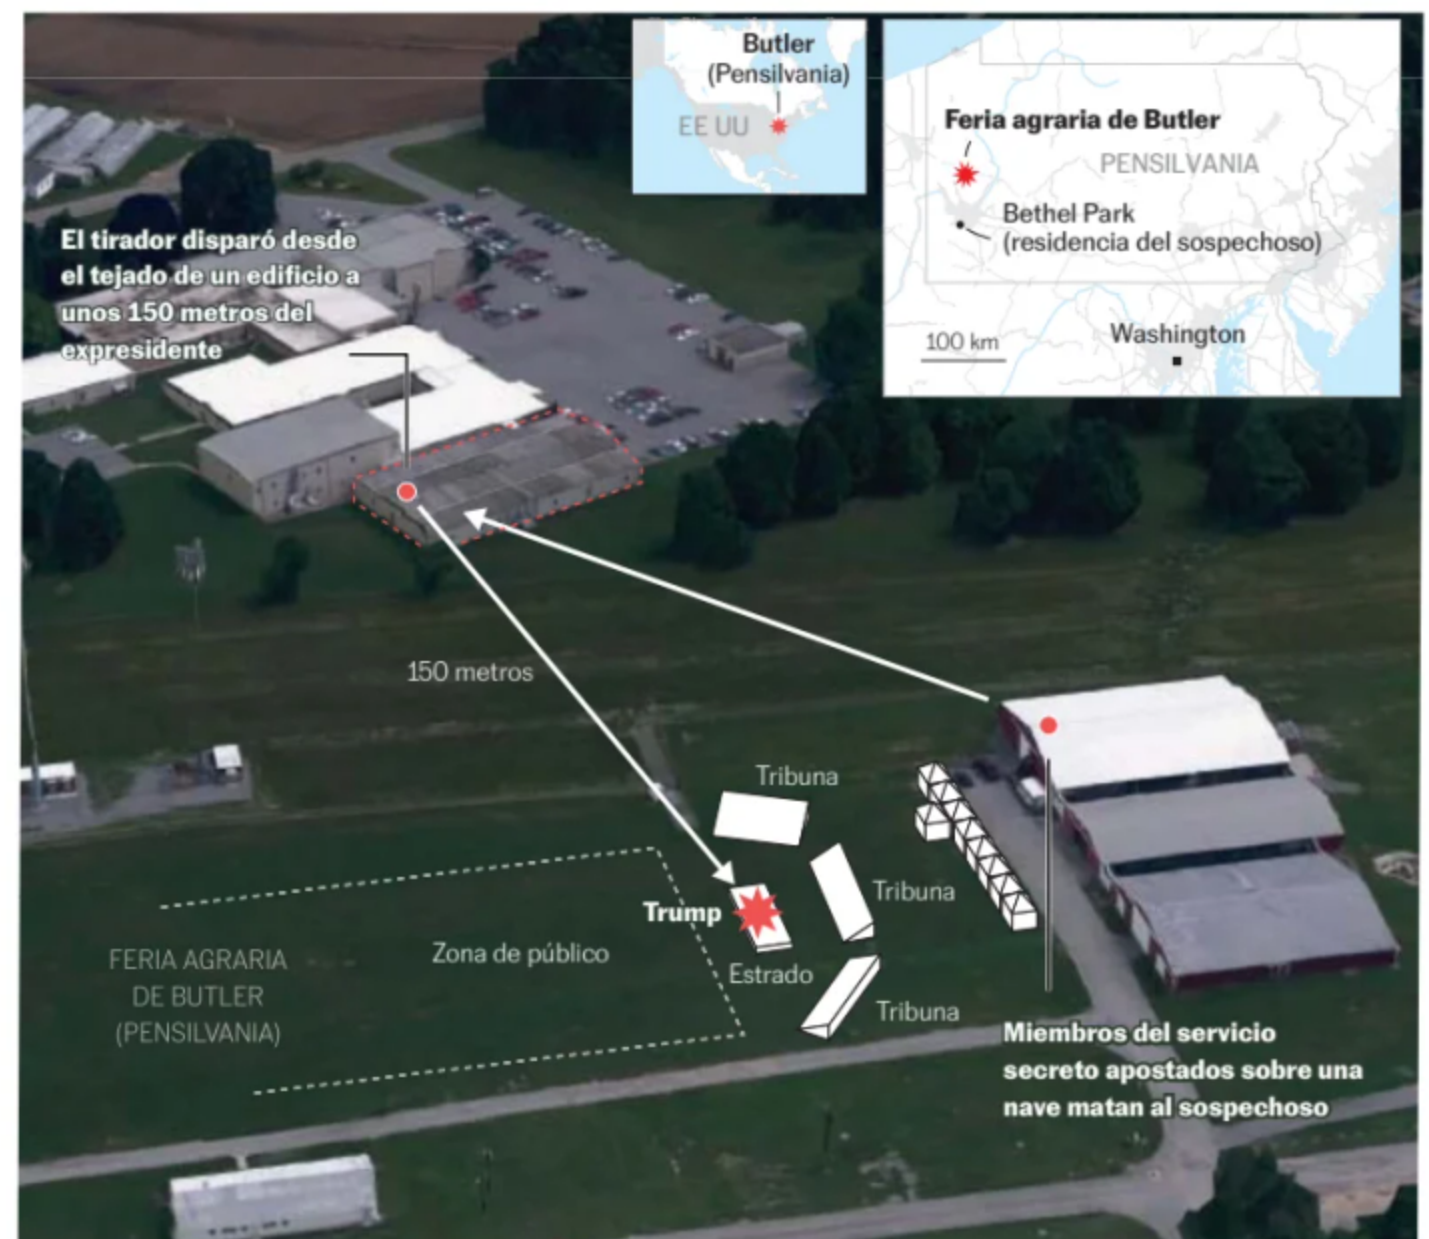 Butler
(Pensilvania)
EE UU
Feria agraria de Butler
PENSILVANIA
Bethel Park
(residencia del sospechoso)
100 km
Washington
El tirador disparó desde
el tejado de un edificio a
unos 150 metros del
expresidente
150 metros
Tribuna
Tribuna
Trump
Zona de público
Estrado
FERIA AGRARIA
DE BUTLER
(PENSILVANIA)
Tribuna
Miembros del servicio
secreto apostados sobre una
nave matan al sospechoso